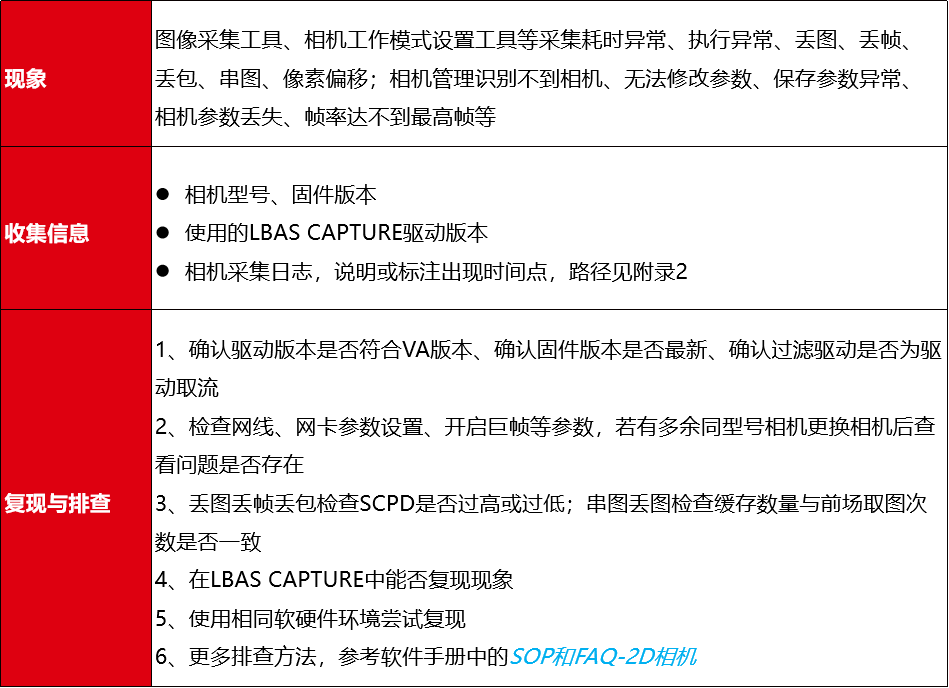 现象
图像采集工具、相机工作模式设置工具等采集耗时异常、执行异常、丢图、丢帧、
丢包、串图、像素偏移；相机管理识别不到相机、无法修改参数、保存参数异常、
相机参数丢失、帧率达不到最高帧等
收集信息
● 相机型号、固件版本
● 使用的LBAS CAPTURE驱动版本
● 相机采集日志，说明或标注出现时间点，路径见附录2
复现与排查
1、确认驱动版本是否符合VA版本、确认固件版本是否最新、确认过滤驱动是否为驱
动取流
2、检查网线、网卡参数设置、开启巨帧等参数，若有多余同型号相机更换相机后查
看问题是否存在
3、丢图丢帧丢包检查SCPD是否过高或过低；串图丢图检查缓存数量与前场取图次
数是否一致
4、在LBAS CAPTURE中能否复现现象
5、使用相同软硬件环境尝试复现
6、更多排查方法，参考软件手册中的SOP和FAQ-2D相机